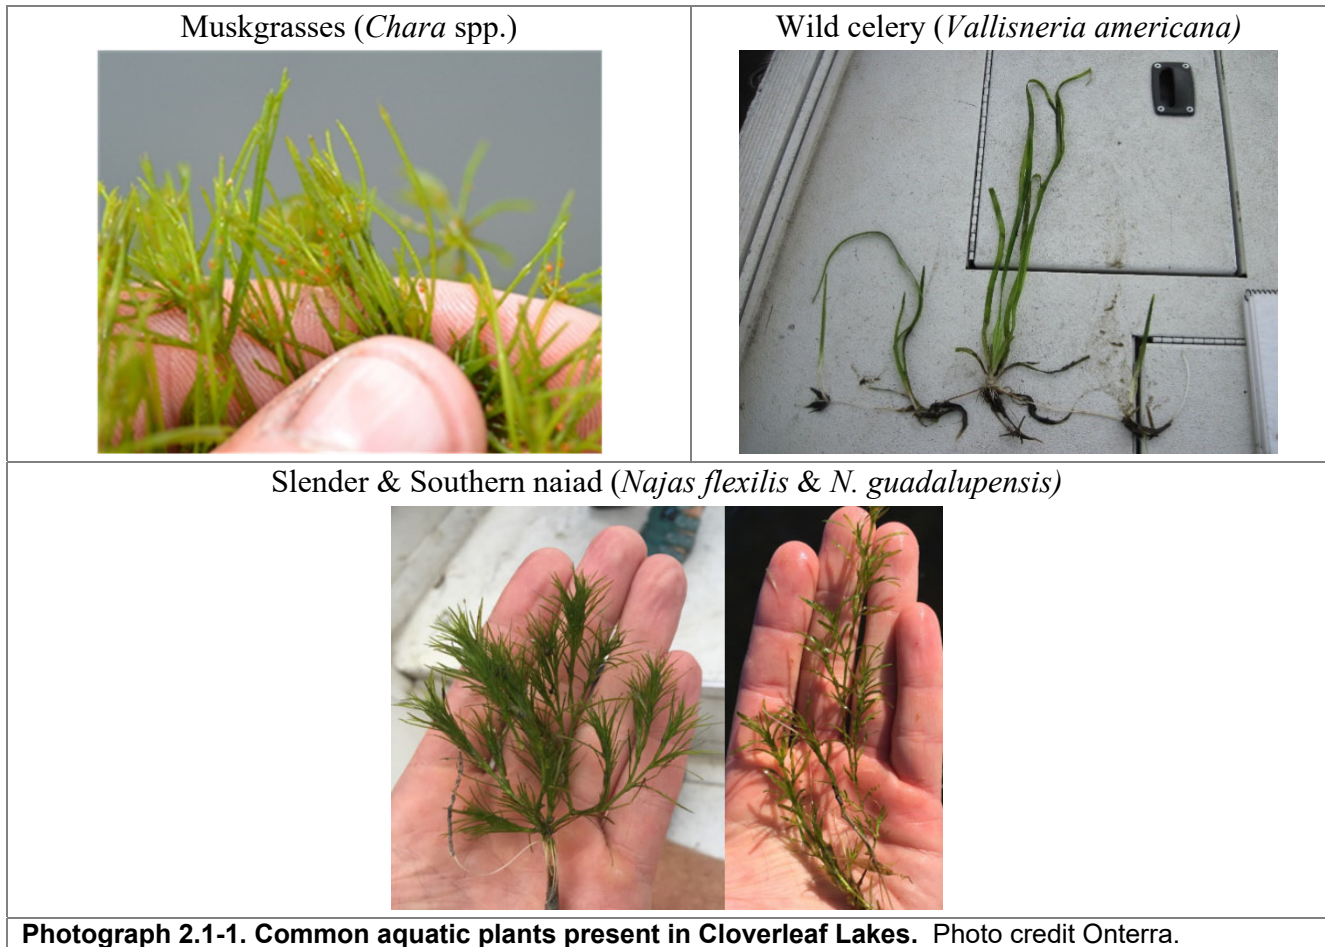 Muskgrasses (Chara spp.)
Wild celery (Vallisneria americana)
Slender & Southern naiad (Najas flexilis & N. guadalupensis)
Photograph 2.1-1. Common aquatic plants present in Cloverleaf Lakes. Photo credit Onterra.